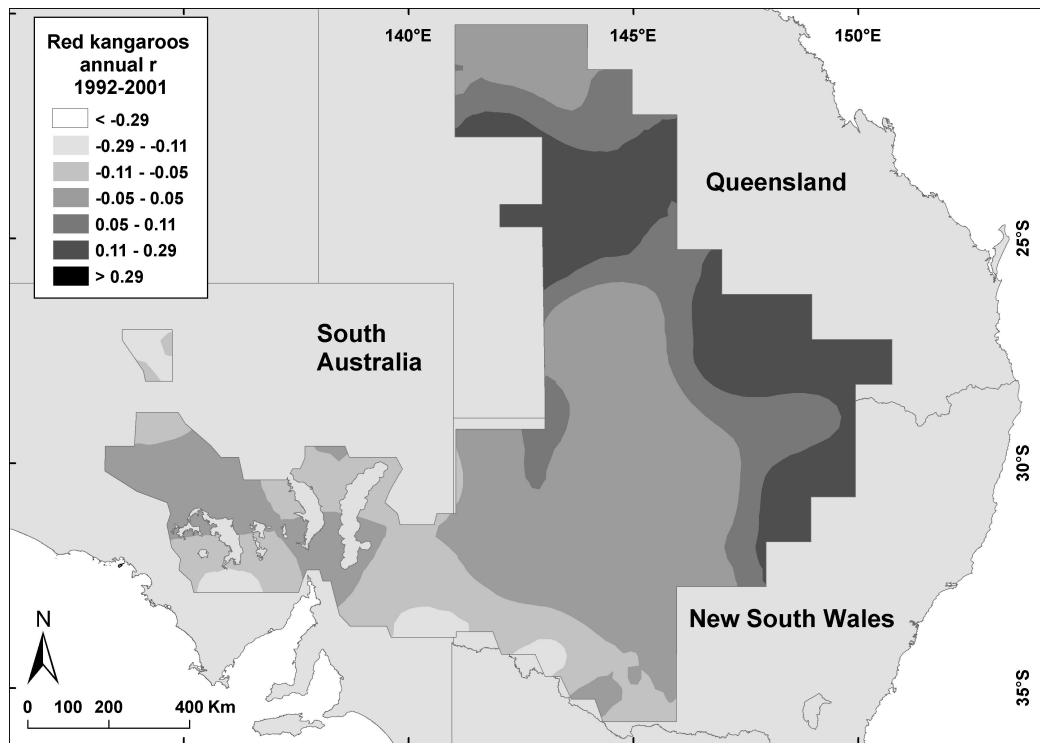 Red kangaroos
annual r
1992-2001
< -0.29
-0.29 - -0.11
-0.11 - -0.05
-0.05 - 0.05
0.05 - 0.11
0.11 - 0.29
> 0.29
140°E
145°E
150°E
Queensland
25°S
South
Australia
30°S
New South Wales
N
35°S
0 100 200 400 Km